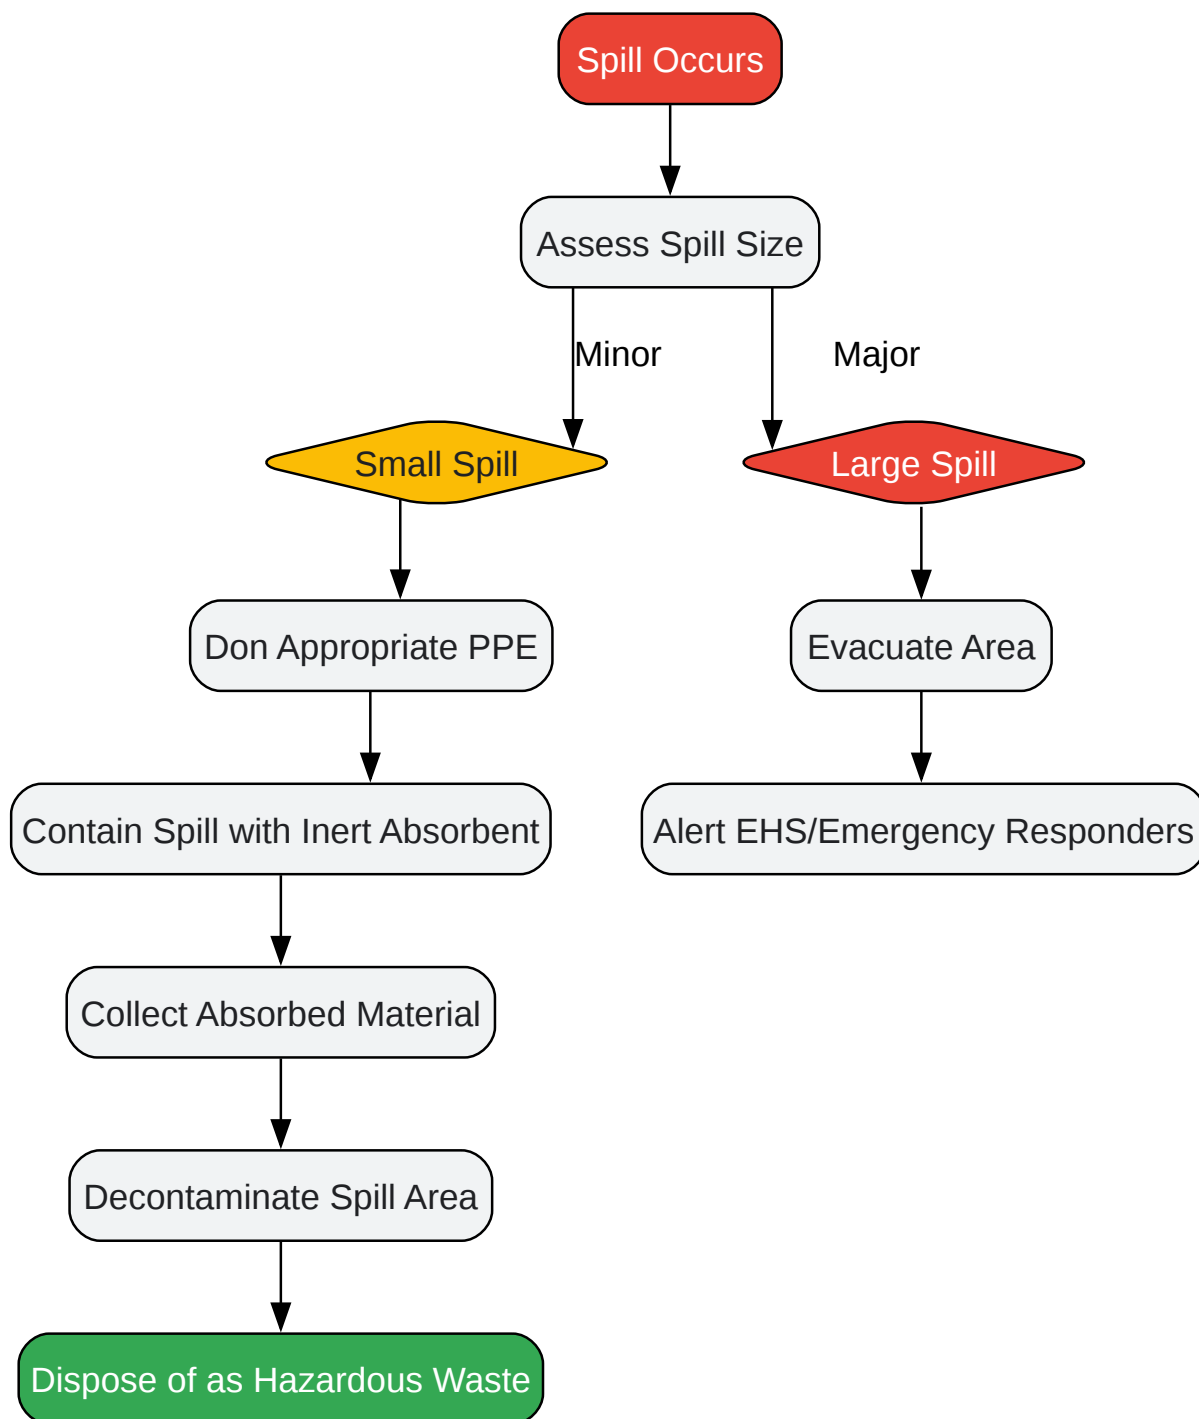 Spill Occurs
Assess Spill Size
Minor
Major
Small Spill
Large Spill
Don Appropriate PPE
Evacuate Area
Contain Spill with Inert Absorbent
Alert EHS/Emergency Responders
Collect Absorbed Material
Decontaminate Spill Area
Dispose of as Hazardous Waste